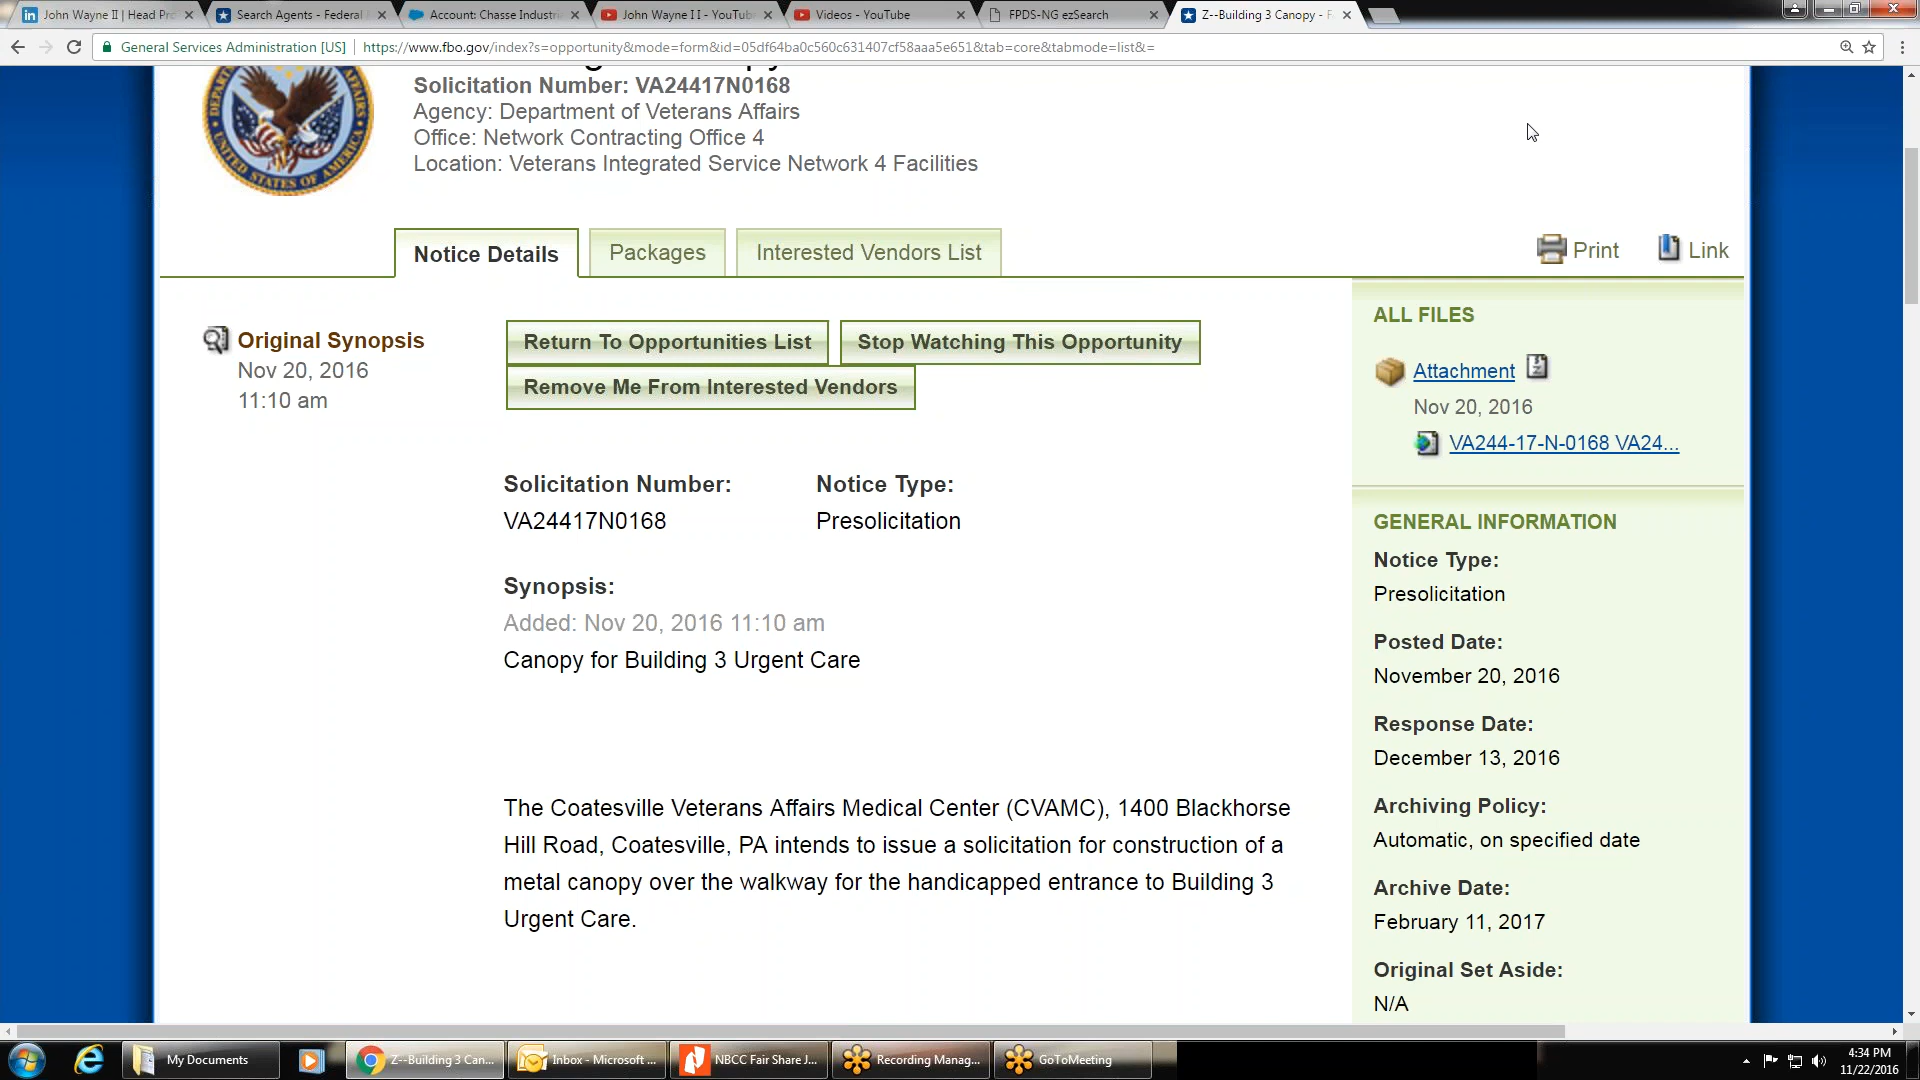 John Wayne II | Head Pro
Search Agents - Federal
Account: Chasse Industri
John Wayne I I - YouTub
Videos - YouTube
FPDS-NG ezSearch
Z--Building 3 Canopy - F
General Services Administration [US] | https://www.fbo.gov/index?s=opportunity&mode=form&id=05df64ba0c560c631407cf58aaa5e651&tab=core&tabmode=list&=
UNITED STATES OF AMERICA
Solicitation Number: VA24417N0168
Agency: Department of Veterans Affairs
Office: Network Contracting Office 4
Location: Veterans Integrated Service Network 4 Facilities
Notice Details
Packages
Interested Vendors List
Print
Link
Original Synopsis
Nov 20, 2016
11:10 am
Return To Opportunities List
Stop Watching This Opportunity
Remove Me From Interested Vendors
Solicitation Number:
VA24417N0168
Notice Type:
Presolicitation
Synopsis:
Added: Nov 20, 2016 11:10 am
Canopy for Building 3 Urgent Care
The Coatesville Veterans Affairs Medical Center (CVAMC), 1400 Blackhorse
Hill Road, Coatesville, PA intends to issue a solicitation for construction of a
metal canopy over the walkway for the handicapped entrance to Building 3
Urgent Care.
ALL FILES
Attachment
Nov 20, 2016
VA244-17-N-0168 VA24...
GENERAL INFORMATION
Notice Type:
Presolicitation
Posted Date:
November 20, 2016
Response Date:
December 13, 2016
Archiving Policy:
Automatic, on specified date
Archive Date:
February 11, 2017
Original Set Aside:
N/A
My Documents
Z--Building 3 Can...
Inbox - Microsoft ...
NBCC Fair Share J...
Recording Manag...
GoToMeeting
4:34 PM
11/22/2016